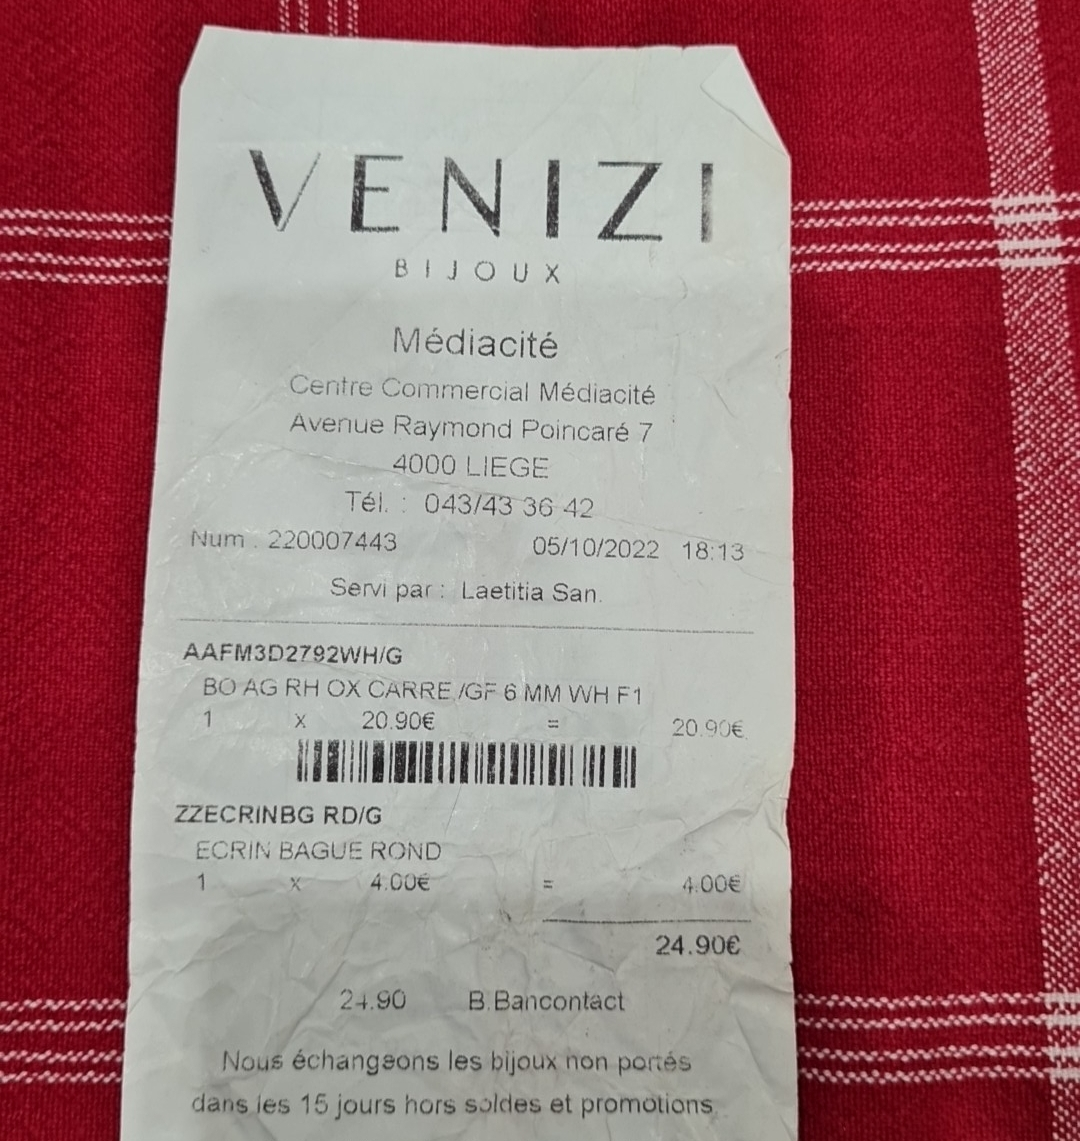 VENIZI
BIJOUX
Médiacité
Centre Commercial Médiacité
Avenue Raymond Poincaré 7
4000 LIEGE
Tél. : 043/43 36 42
Num : 220007443 05/10/2022 18:13
Servi par : Laetitia San.
AAFM3D2792WH/G
BO AG RH OX CARRE /GF 6 MM WH F1
1 x 20.90€ = 20.90€
ZZECRINBG RD/G
ECRIN BAGUE ROND
1 x 4.00€ = 4.00€
24.90€
24.90 B.Bancontact
Nous échangeons les bijoux non portés
dans les 15 jours hors soldes et promotions